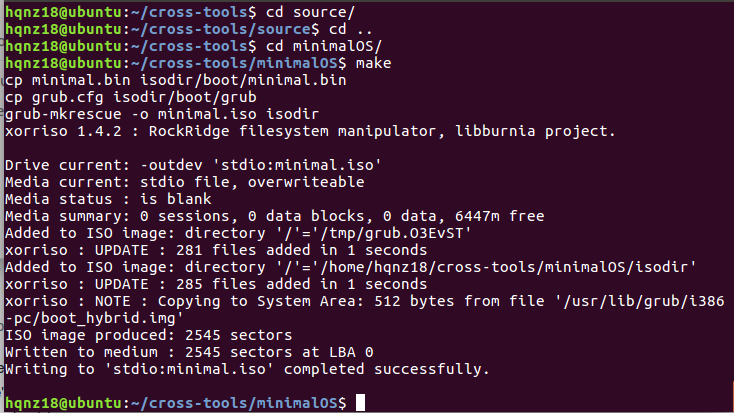 hqnz18@ubuntu:~/cross-tools$ cd source/
hqnz18@ubuntu:~/cross-tools/source$ cd ..
hqnz18@ubuntu:~/cross-tools$ cd minimalOS/
hqnz18@ubuntu:~/cross-tools/minimalOS$ make
cp minimal.bin isodir/boot/minimal.bin
cp grub.cfg isodir/boot/grub
grub-mkrescue -o minimal.iso isodir
xorriso 1.4.2 : RockRidge filesystem manipulator, libburnia project.

Drive current: -outdev 'stdio:minimal.iso'
Media current: stdio file, overwriteable
Media status : is blank
Media summary: 0 sessions, 0 data blocks, 0 data, 6447m free
Added to ISO image: directory '/'='/tmp/grub.O3EvST'
xorriso : UPDATE : 281 files added in 1 seconds
Added to ISO image: directory '/'='/home/hqnz18/cross-tools/minimalOS/isodir'
xorriso : UPDATE : 285 files added in 1 seconds
xorriso : NOTE : Copying to System Area: 512 bytes from file '/usr/lib/grub/i386
-pc/boot_hybrid.img'
ISO image produced: 2545 sectors
Written to medium : 2545 sectors at LBA 0
Writing to 'stdio:minimal.iso' completed successfully.

hqnz18@ubuntu:~/cross-tools/minimalOS$